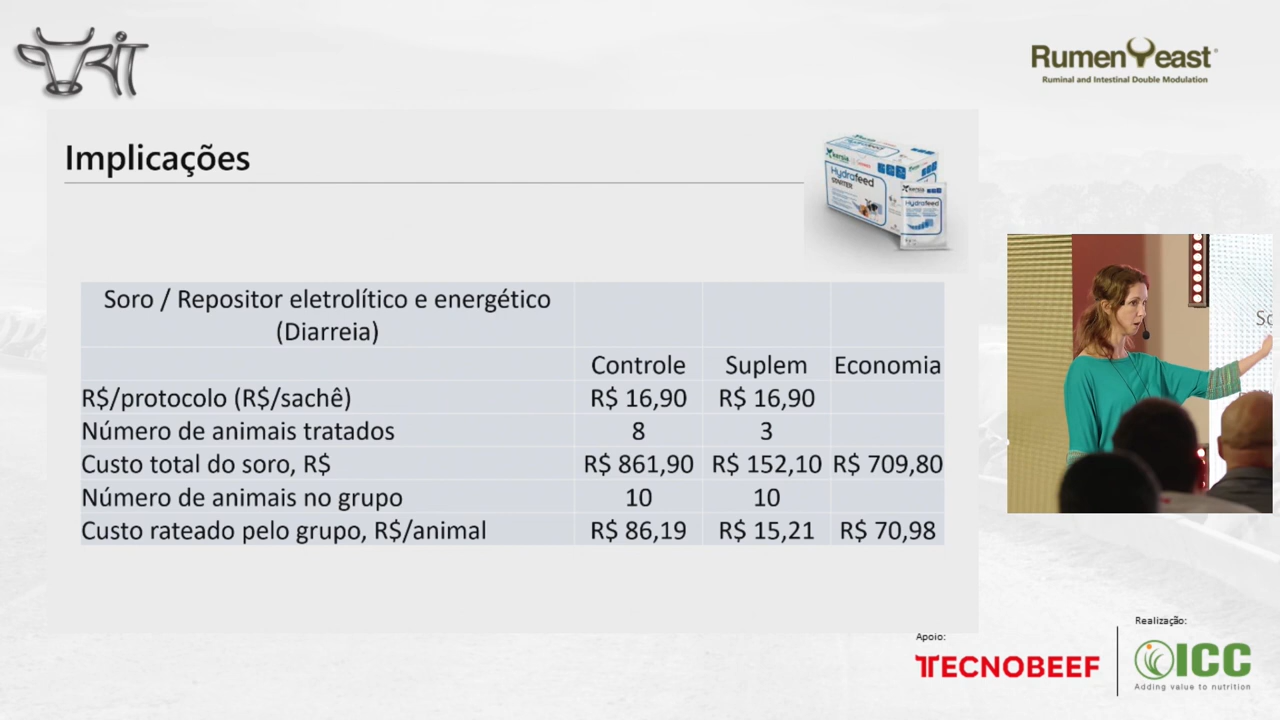 RIT
RumenYeast
Ruminal and Intestinal Double Modulation
Implicações
Hydrafeed
STARTER
Hydrafeed
Soro / Repositor eletrolítico e energético
(Diarreia)
Controle Suplem Economia
R$/protocolo (R$/sachê) R$ 16,90 R$ 16,90
Número de animais tratados 8 3
Custo total do soro, R$ R$ 861,90 R$ 152,10 R$ 709,80
Número de animais no grupo 10 10
Custo rateado pelo grupo, R$/animal R$ 86,19 R$ 15,21 R$ 70,98
Apoio:
TECNOBEEF
Realização:
ICC
Adding value to nutrition